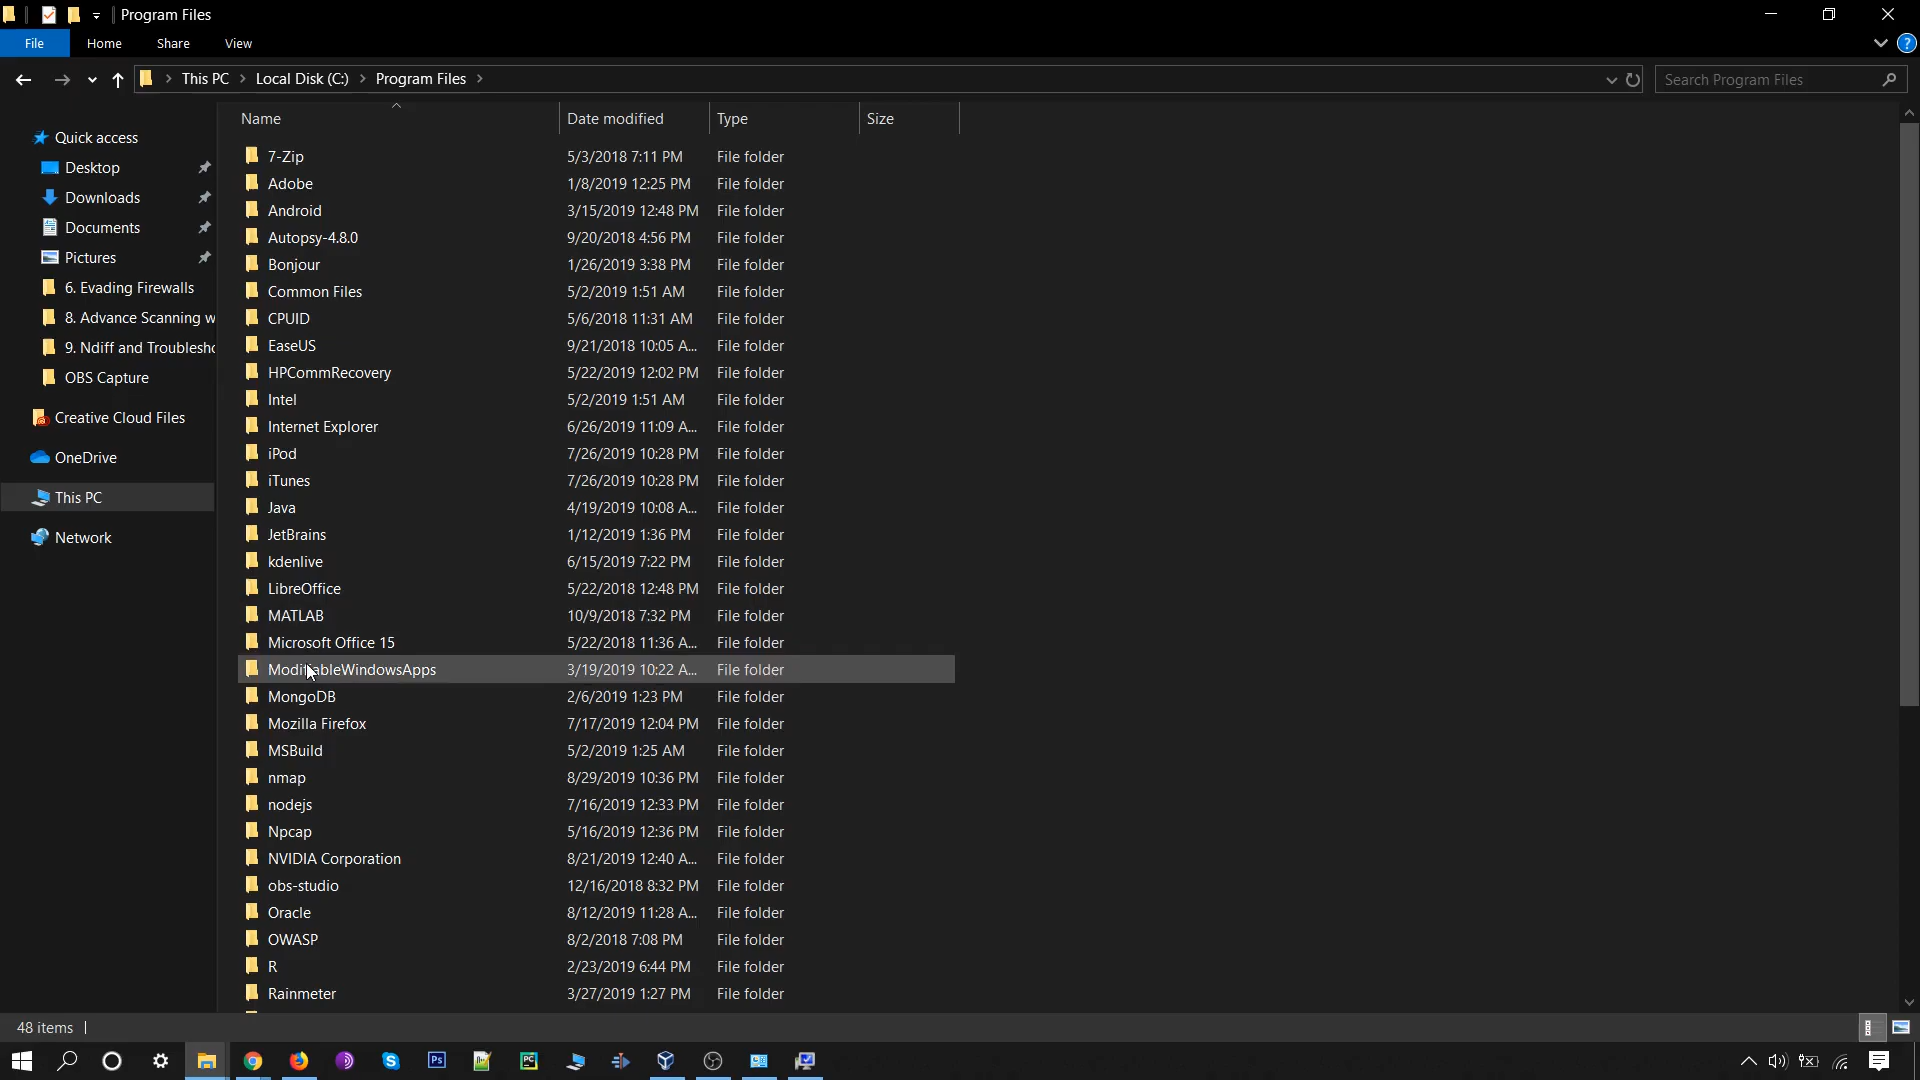 Program Files
File Home Share View
This PC Local Disk (C:) Program Files Search Program Files
Name Date modified Type Size
Quick access
Desktop
Downloads
Documents
Pictures
6. Evading Firewalls
8. Advance Scanning w
9. Ndiff and Troublesho
OBS Capture
Creative Cloud Files
OneDrive
This PC
Network
7-Zip 5/3/2018 7:11 PM File folder
Adobe 1/8/2019 12:25 PM File folder
Android 3/15/2019 12:48 PM File folder
Autopsy-4.8.0 9/20/2018 4:56 PM File folder
Bonjour 1/26/2019 3:38 PM File folder
Common Files 5/2/2019 1:51 AM File folder
CPUID 5/6/2018 11:31 AM File folder
EaseUS 9/21/2018 10:05 A... File folder
HPCommRecovery 5/22/2019 12:02 PM File folder
Intel 5/2/2019 1:51 AM File folder
Internet Explorer 6/26/2019 11:09 A... File folder
iPod 7/26/2019 10:28 PM File folder
iTunes 7/26/2019 10:28 PM File folder
Java 4/19/2019 10:08 A... File folder
JetBrains 1/12/2019 1:36 PM File folder
kdenlive 6/15/2019 7:22 PM File folder
LibreOffice 5/22/2018 12:48 PM File folder
MATLAB 10/9/2018 7:32 PM File folder
Microsoft Office 15 5/22/2018 11:36 A... File folder
ModifiableWindowsApps 3/19/2019 10:22 A... File folder
MongoDB 2/6/2019 1:23 PM File folder
Mozilla Firefox 7/17/2019 12:04 PM File folder
MSBuild 5/2/2019 1:25 AM File folder
nmap 8/29/2019 10:36 PM File folder
nodejs 7/16/2019 12:33 PM File folder
Npcap 5/16/2019 12:36 PM File folder
NVIDIA Corporation 8/21/2019 12:40 A... File folder
obs-studio 12/16/2018 8:32 PM File folder
Oracle 8/12/2019 11:28 A... File folder
OWASP 8/2/2018 7:08 PM File folder
R 2/23/2019 6:44 PM File folder
Rainmeter 3/27/2019 1:27 PM File folder
48 items